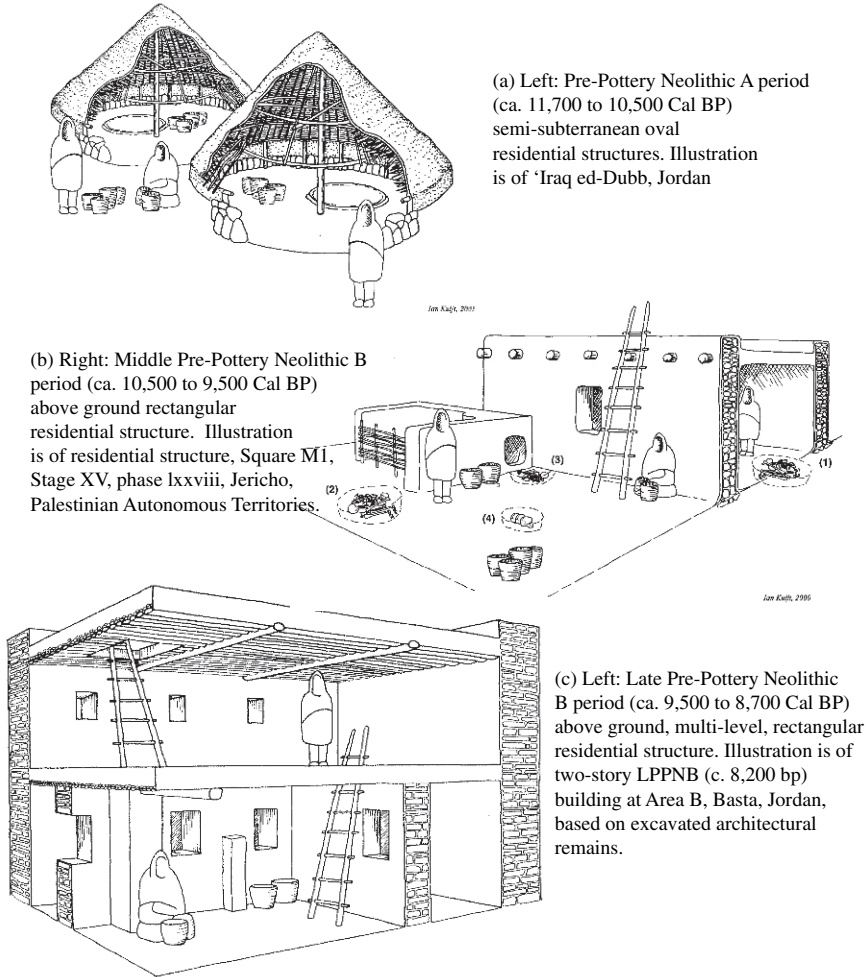 (a) Left: Pre-Pottery Neolithic A period
(ca. 11,700 to 10,500 Cal BP)
semi-subterranean oval
residential structures. Illustration
is of ‘Iraq ed-Dubb, Jordan
Ian Kuijt, 2001
(b) Right: Middle Pre-Pottery Neolithic B
period (ca. 10,500 to 9,500 Cal BP)
above ground rectangular
residential structure. Illustration
is of residential structure, Square M1,
Stage XV, phase lxxviii, Jericho,
Palestinian Autonomous Territories.
(1)
(2)
(3)
(4)
Ian Kuijt, 2006
(c) Left: Late Pre-Pottery Neolithic
B period (ca. 9,500 to 8,700 Cal BP)
above ground, multi-level, rectangular
residential structure. Illustration is of
two-story LPPNB (c. 8,200 bp)
building at Area B, Basta, Jordan,
based on excavated architectural
remains.